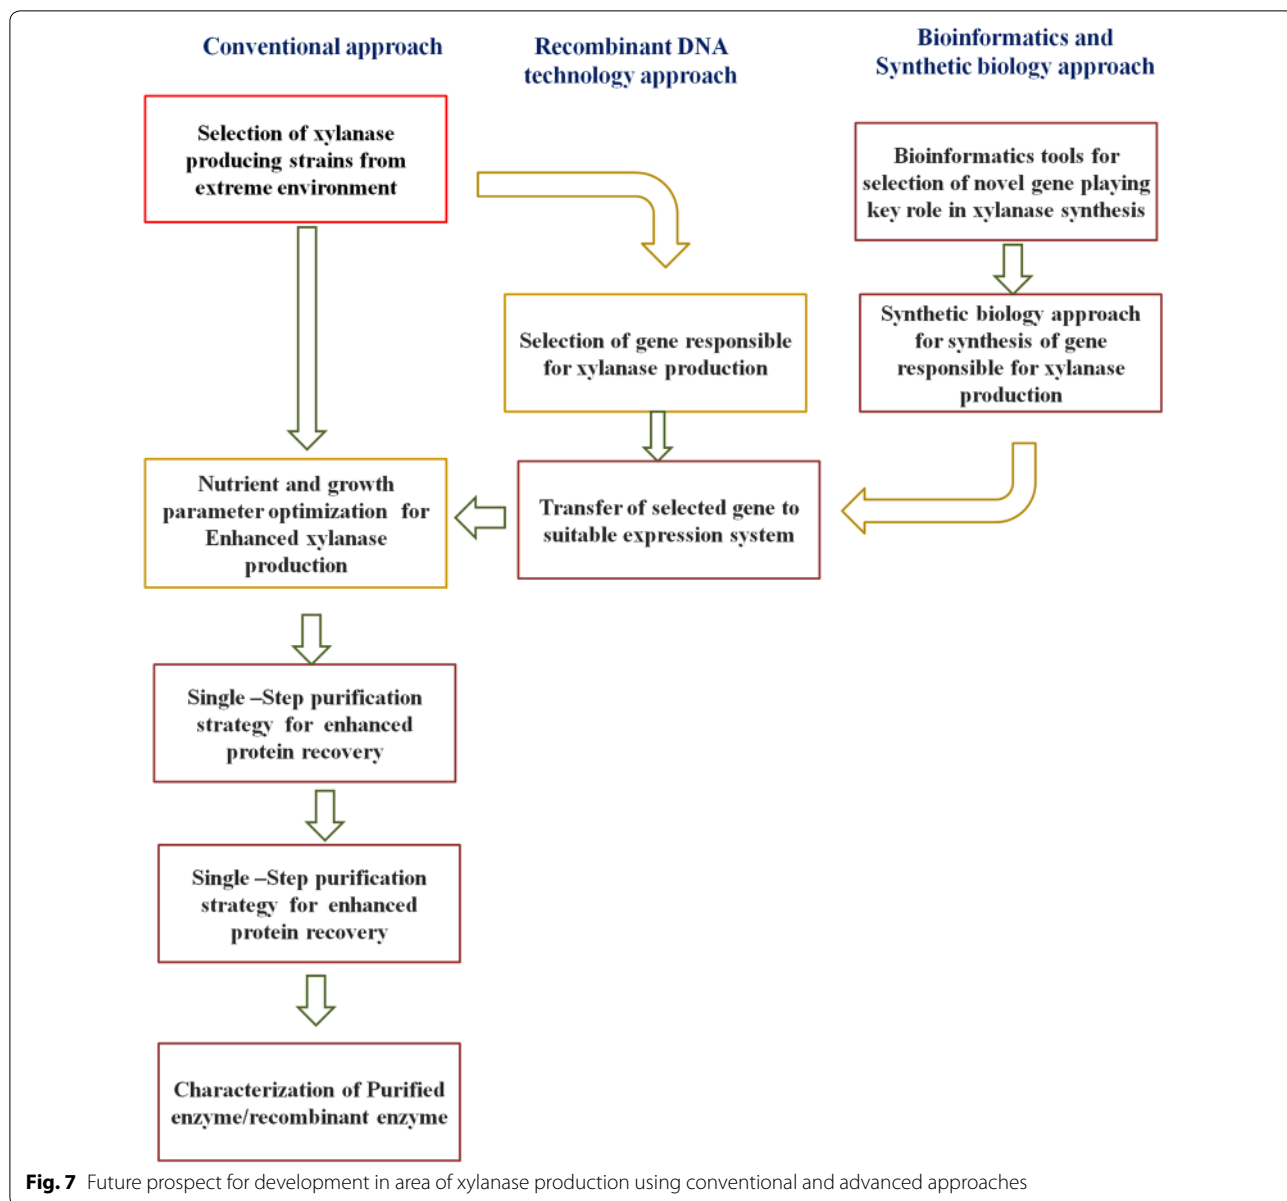 Conventional approach
Recombinant DNA
technology approach
Bioinformatics and
Synthetic biology approach
Selection of xylanase
producing strains from
extreme environment
Bioinformatics tools for
selection of novel gene playing
key role in xylanase synthesis
Selection of gene responsible
for xylanase production
Synthetic biology approach
for synthesis of gene
responsible for xylanase
production
Nutrient and growth
parameter optimization for
Enhanced xylanase
production
Transfer of selected gene to
suitable expression system
Single –Step purification
strategy for enhanced
protein recovery
Single –Step purification
strategy for enhanced
protein recovery
Characterization of Purified
enzyme/recombinant enzyme
Fig. 7 Future prospect for development in area of xylanase production using conventional and advanced approaches